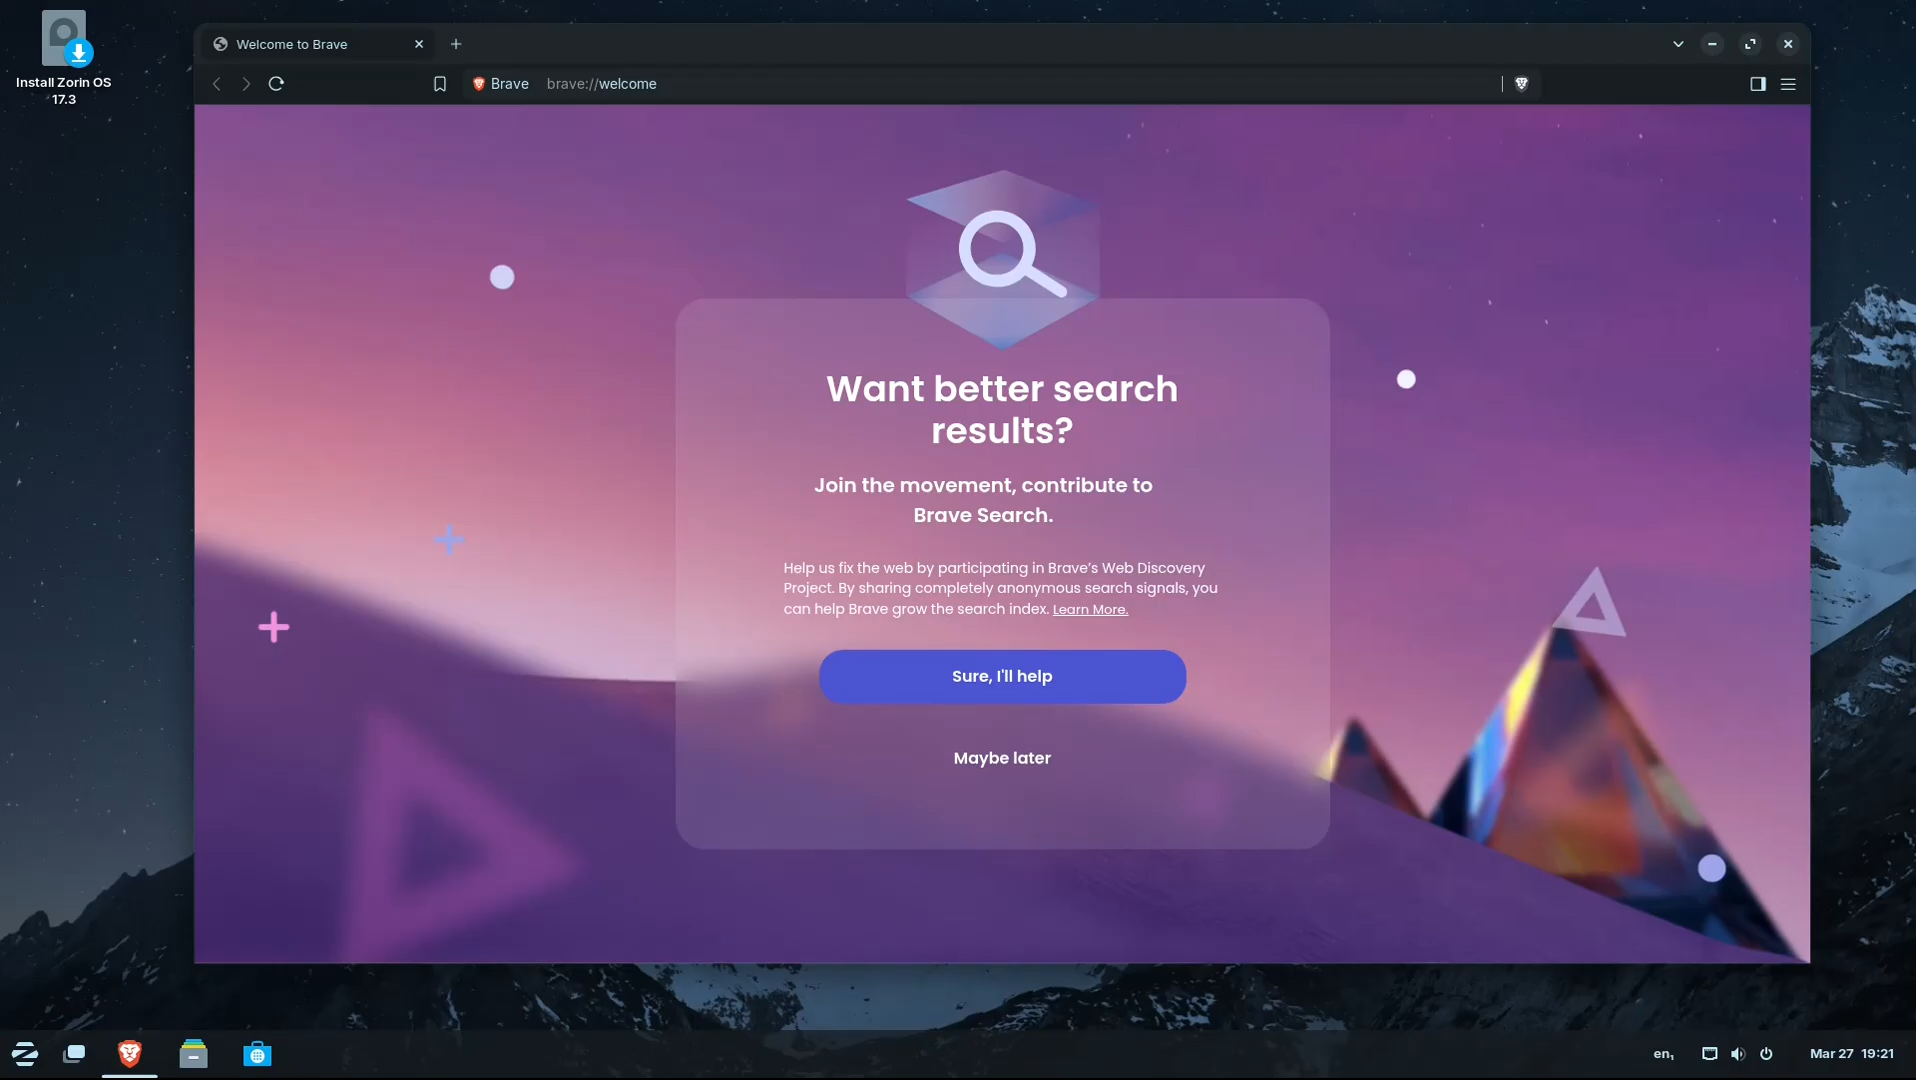 Install Zorin OS
17.3
Welcome to Brave
Brave brave://welcome
Want better search
results?
Join the movement, contribute to
Brave Search.
Help us fix the web by participating in Brave’s Web Discovery
Project. By sharing completely anonymous search signals, you
can help Brave grow the search index. Learn More.
Sure, I'll help
Maybe later
en₁ Mar 27 19:21